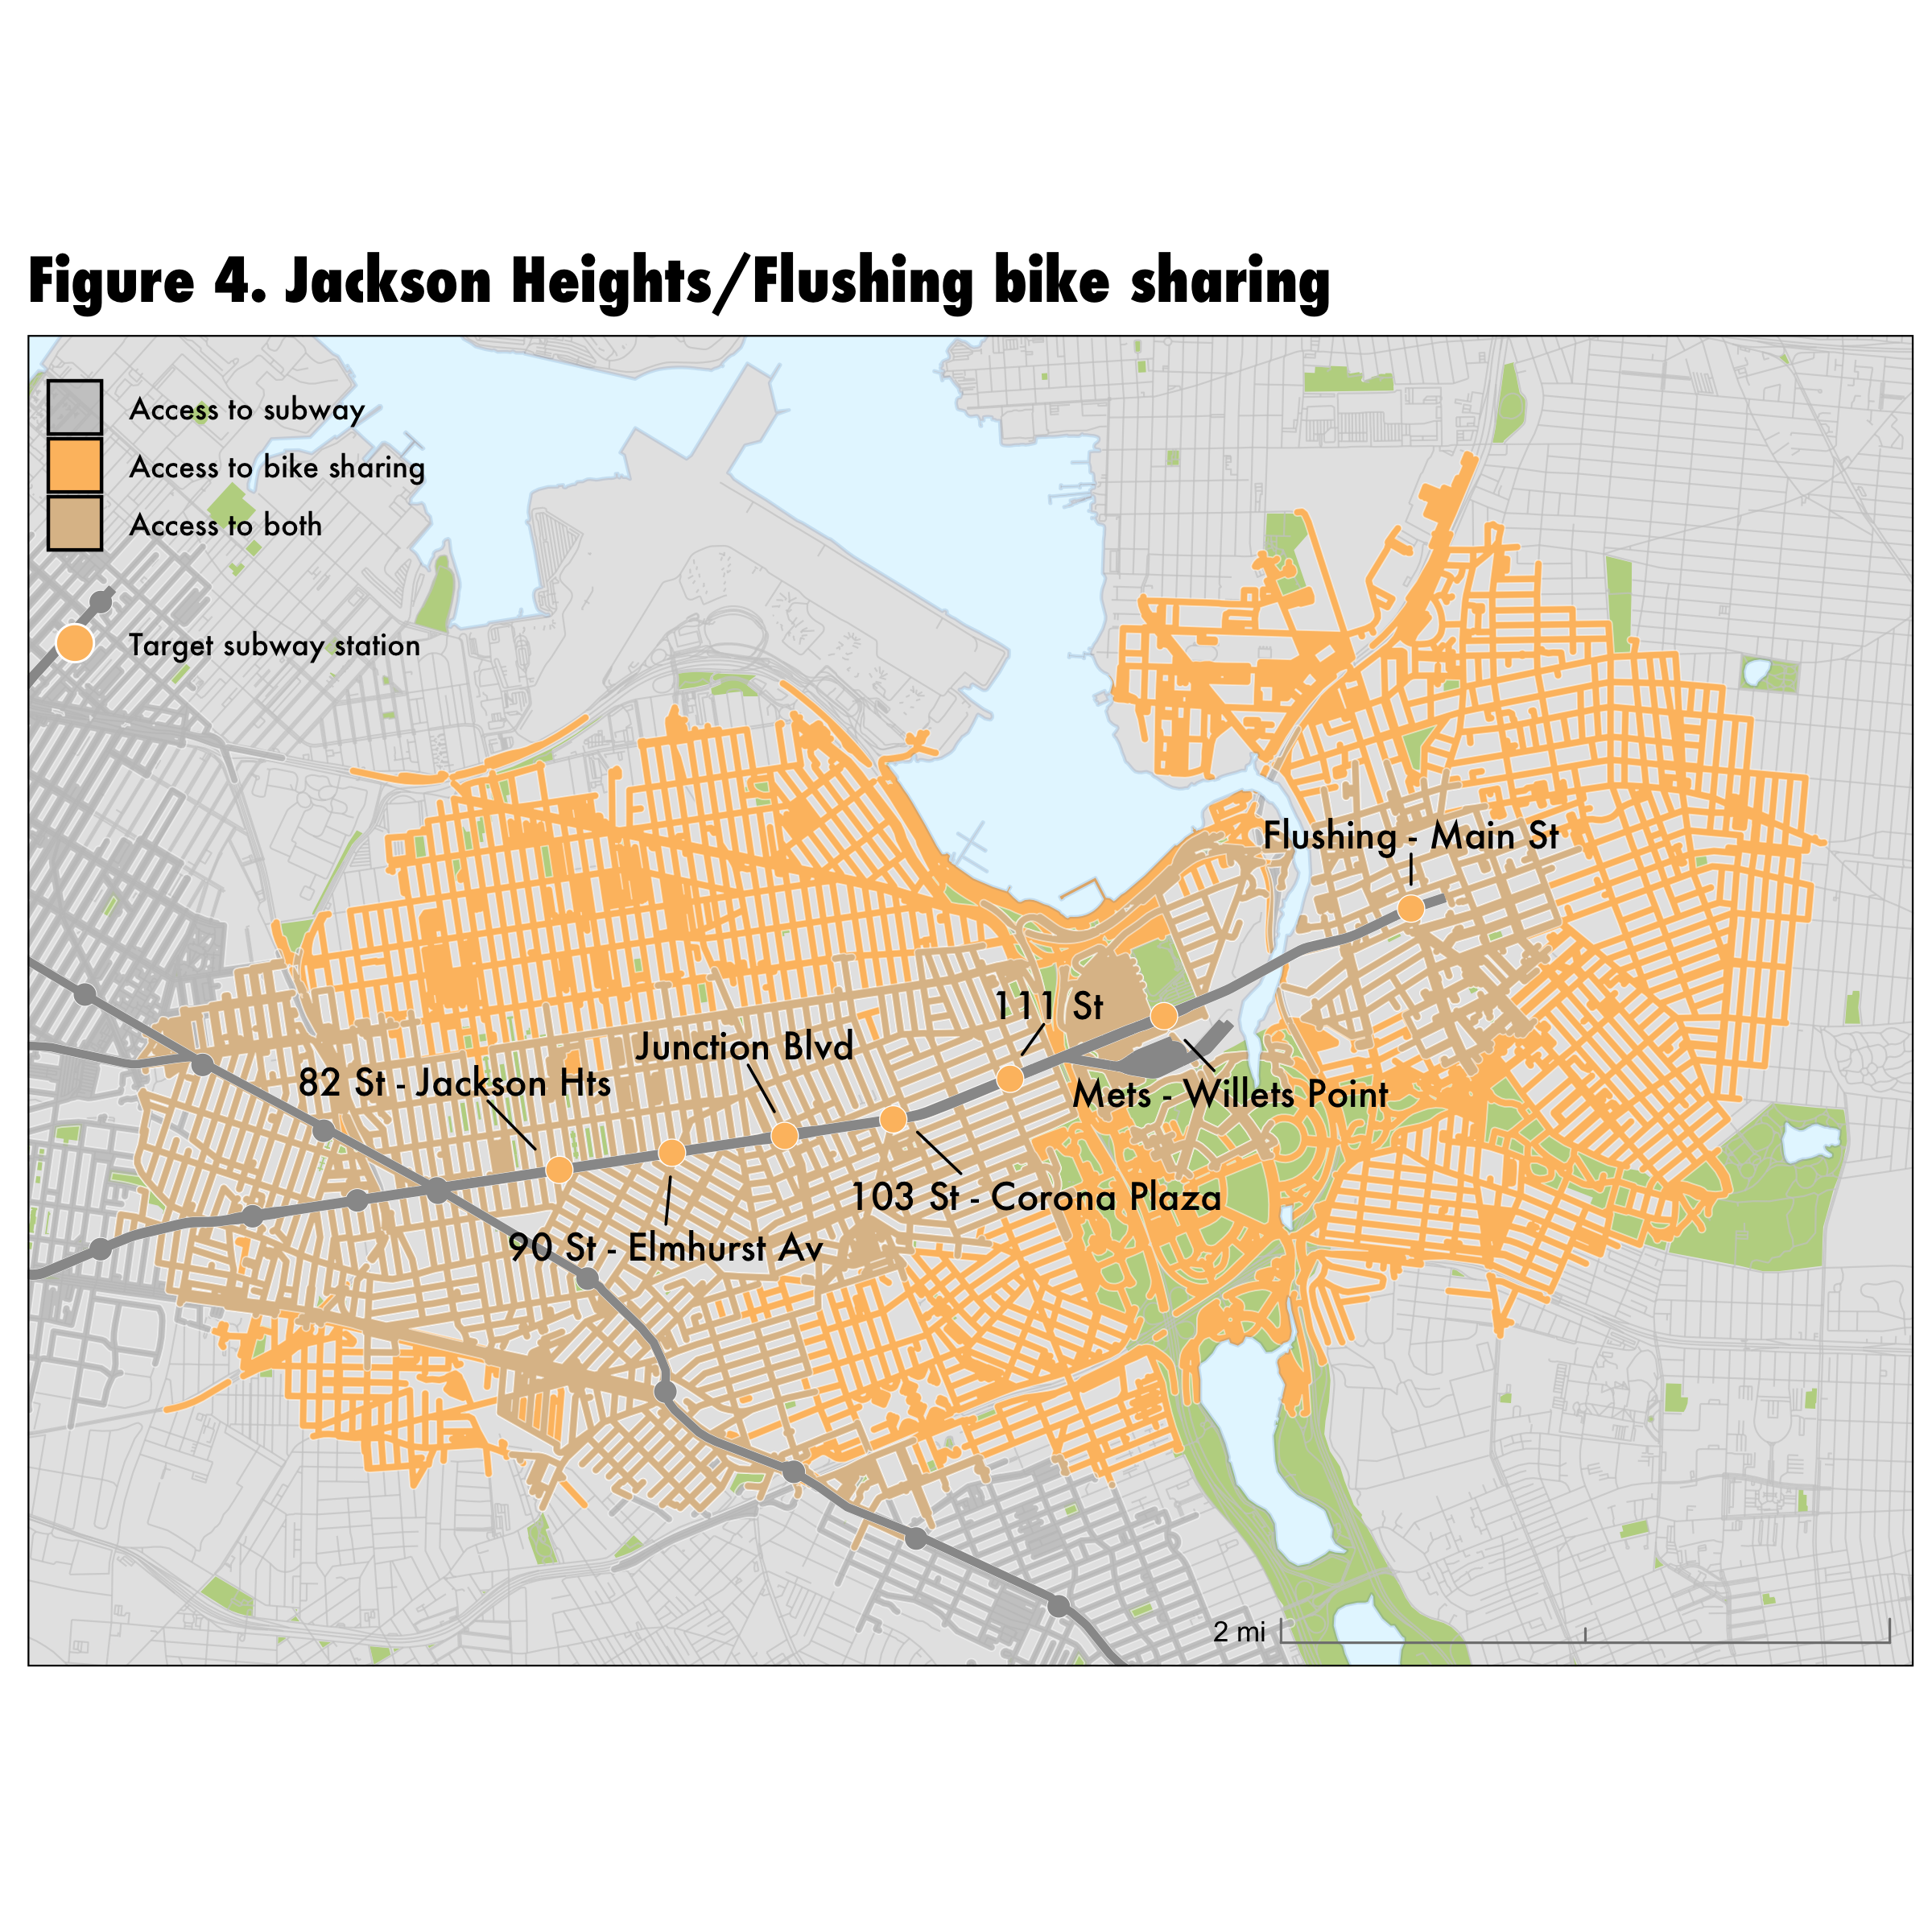 Figure 4. Jackson Heights/Flushing bike sharing
Access to subway
Access to bike sharing
Access to both
Target subway station
Flushing - Main St
111 St
Junction Blvd
82 St - Jackson Hts
Mets - Willets Point
103 St - Corona Plaza
90 St - Elmhurst Av
2 mi